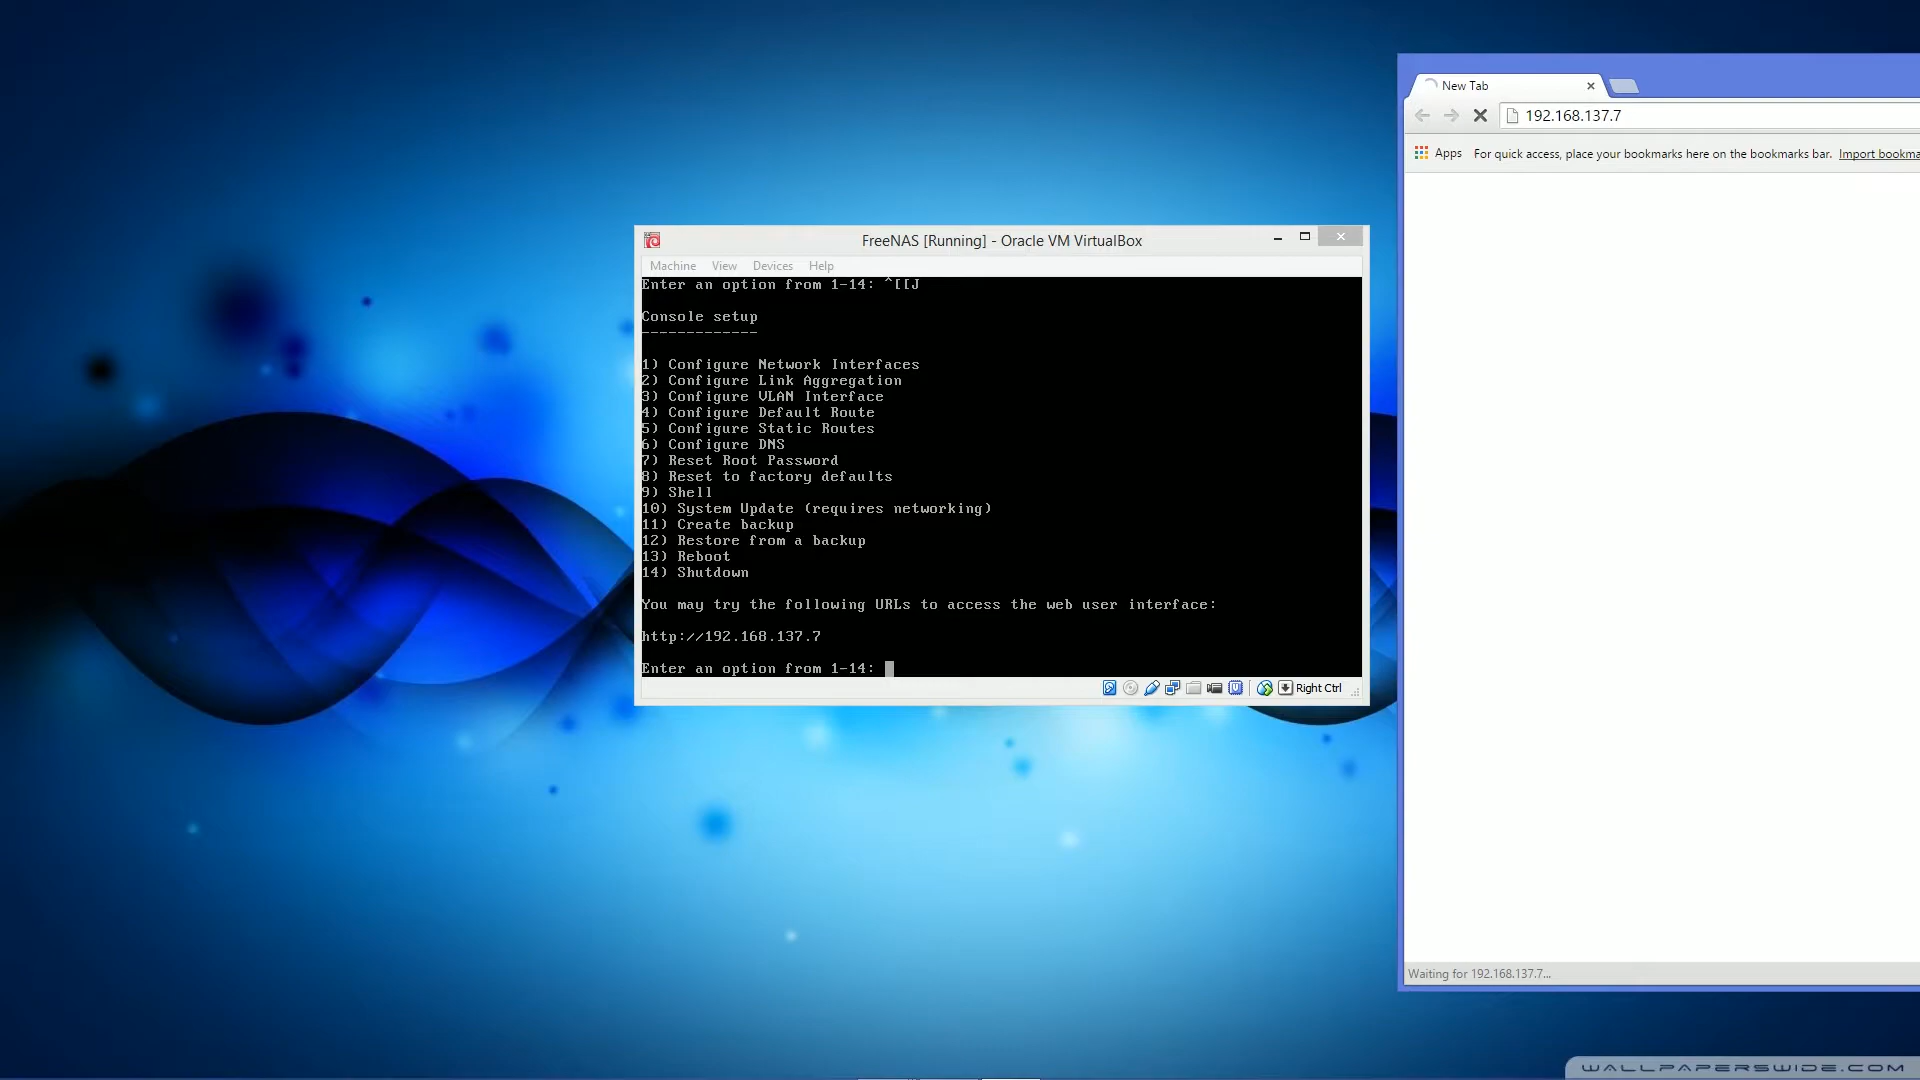 FreeNAS [Running] - Oracle VM VirtualBox
Machine View Devices Help
Enter an option from 1-14: ^[[J
Console setup
-------------
1) Configure Network Interfaces
2) Configure Link Aggregation
3) Configure VLAN Interface
4) Configure Default Route
5) Configure Static Routes
6) Configure DNS
7) Reset Root Password
8) Reset to factory defaults
9) Shell
10) System Update (requires networking)
11) Create backup
12) Restore from a backup
13) Reboot
14) Shutdown
You may try the following URLs to access the web user interface:
http://192.168.137.7
Enter an option from 1-14:
Right Ctrl
New Tab
192.168.137.7
Apps For quick access, place your bookmarks here on the bookmarks bar. Import bookma
Waiting for 192.168.137.7...
WALLPAPERSWIDE.COM